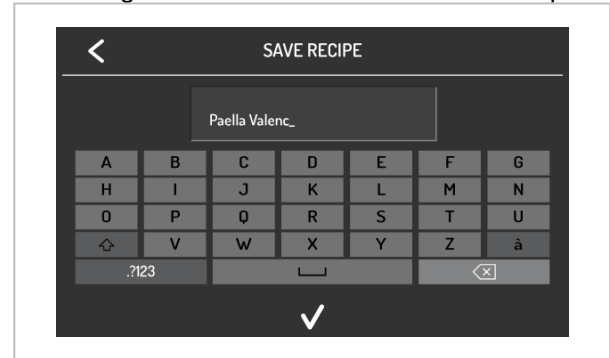 SAVE RECIPE
Paella Valenc_
A B C D E F G
H I J K L M N
O P Q R S T U
V W X Y Z à
.?123